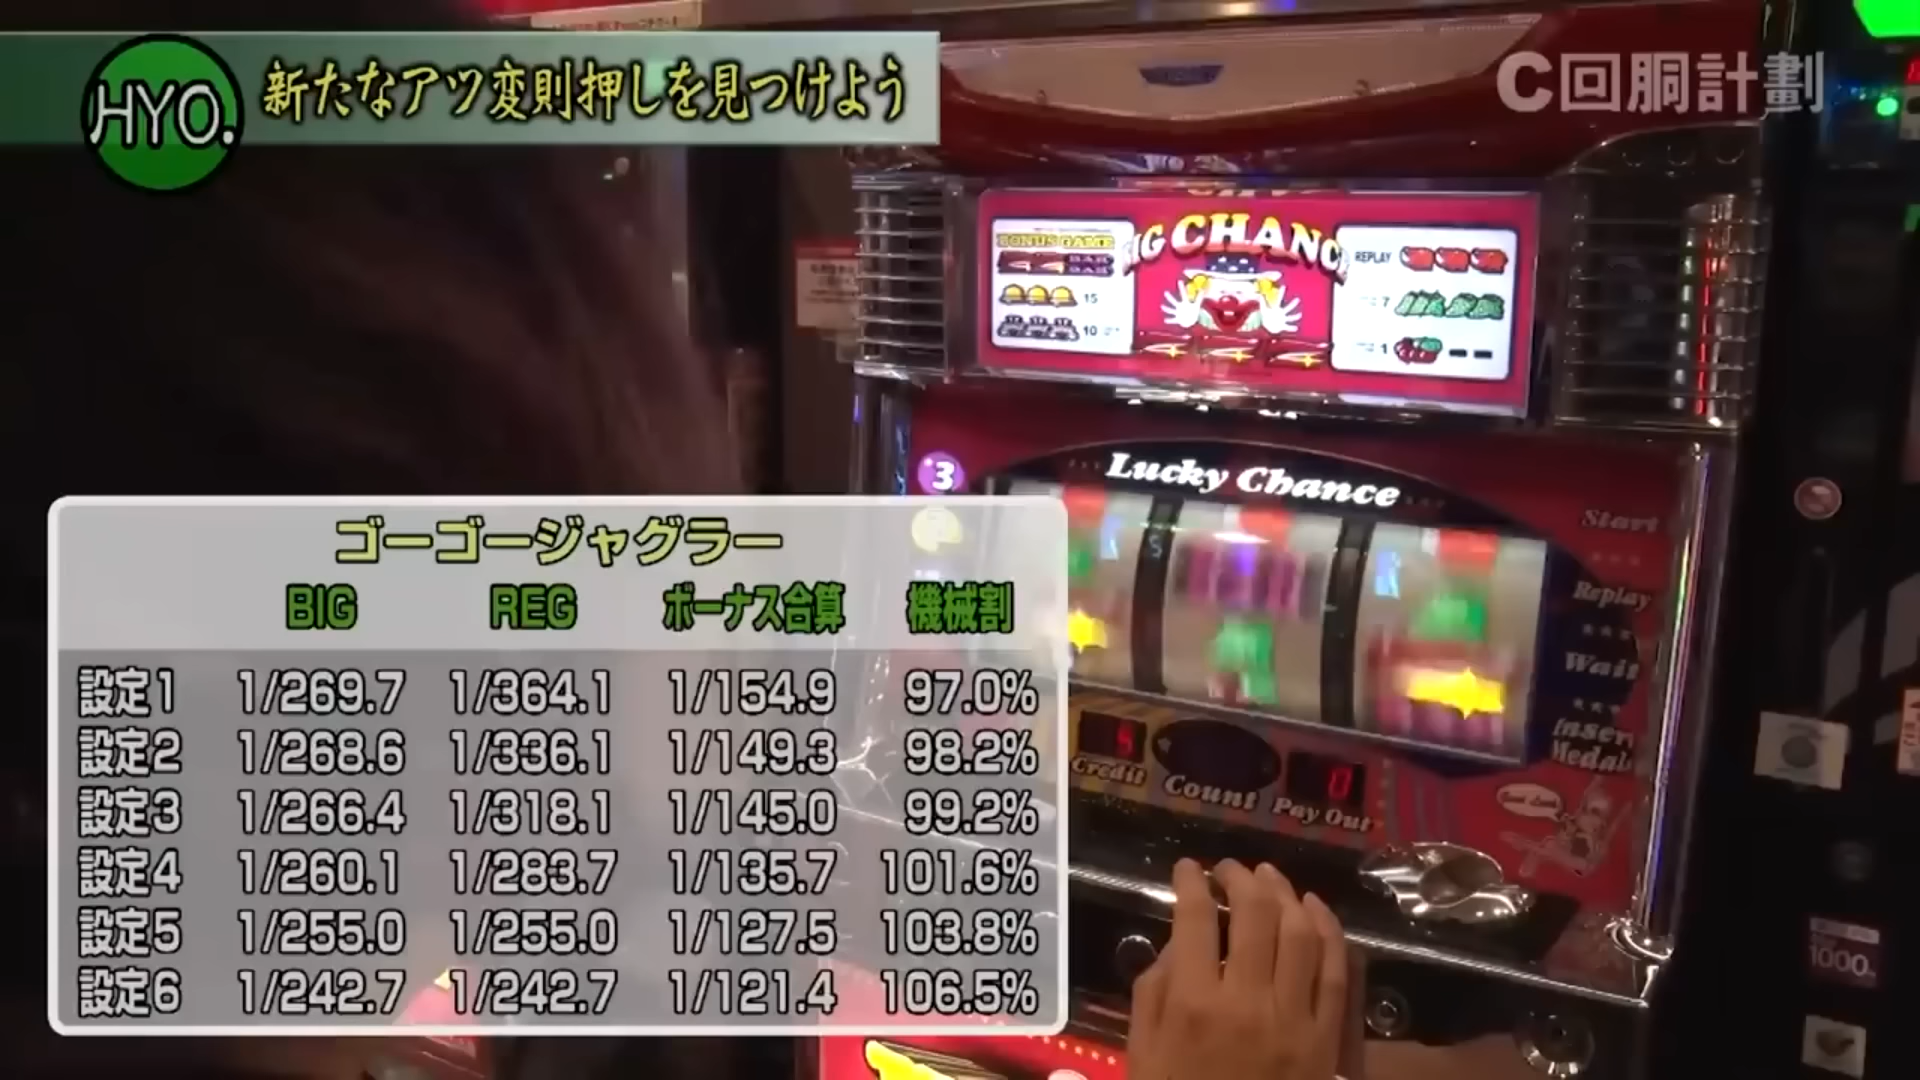 HYO.
新たなアツ変則押しを見つけよう
C回胴計劃
BONUS GAME
BAR
BAR
15
10
BIG CHANCE
REPLAY
7
1
3
Lucky Chance
Start
Replay
Wait
Insert
Medals
5
Credit
Count
0
Pay Out
1000
ゴーゴージャグラー
BIG REG ボーナス合算 機械割
設定1 1/269.7 1/364.1 1/154.9 97.0%
設定2 1/268.6 1/336.1 1/149.3 98.2%
設定3 1/266.4 1/318.1 1/145.0 99.2%
設定4 1/260.1 1/283.7 1/135.7 101.6%
設定5 1/255.0 1/255.0 1/127.5 103.8%
設定6 1/242.7 1/242.7 1/121.4 106.5%